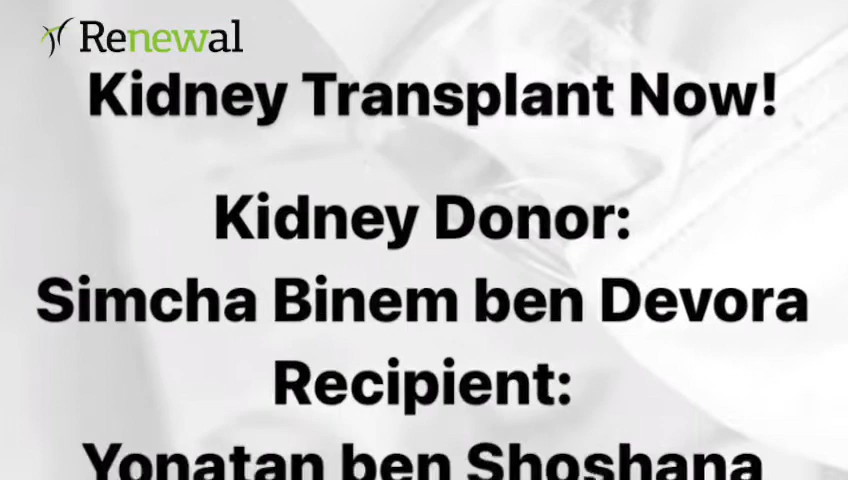 Renewal
Kidney Transplant Now!
Kidney Donor:
Simcha Binem ben Devora
Recipient:
Yonatan ben Shoshana